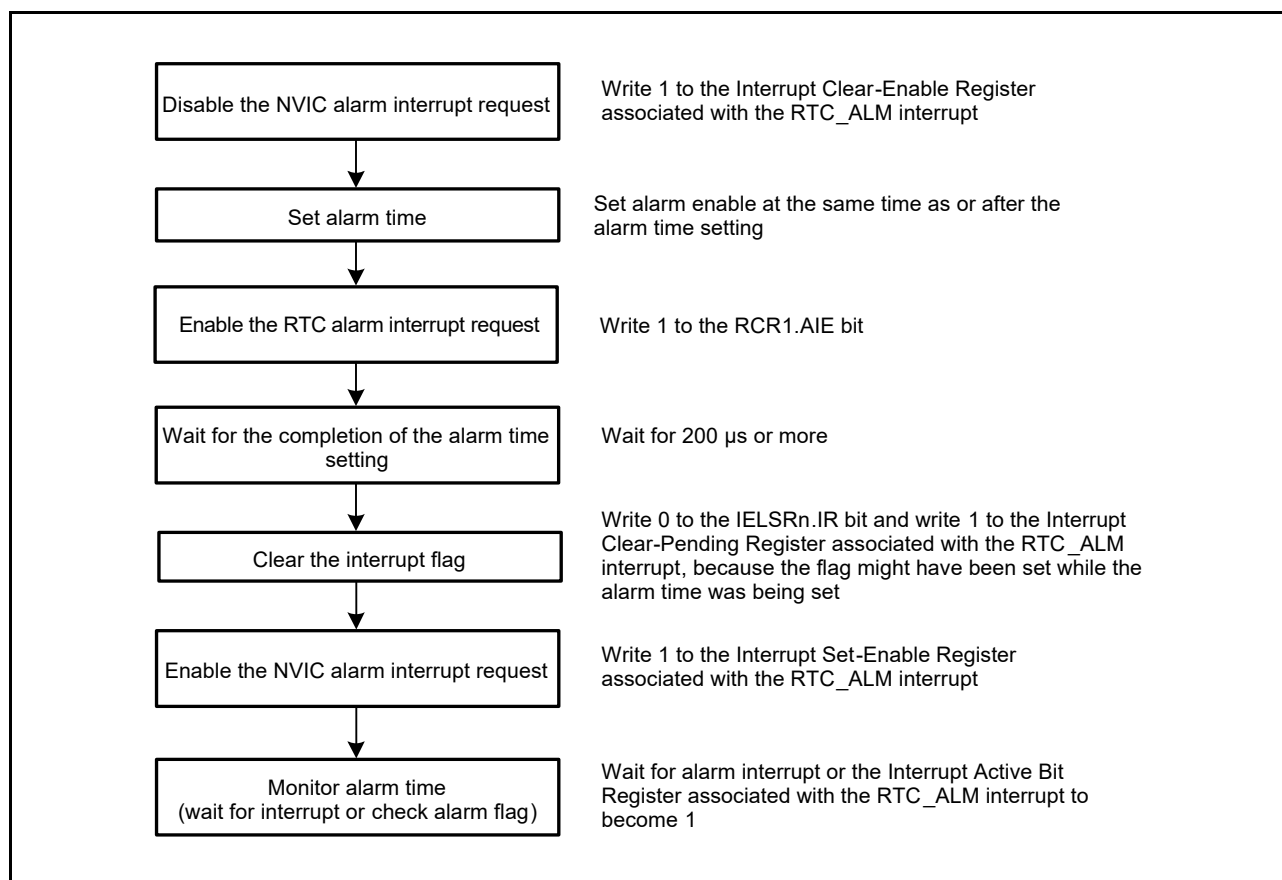 Disable the NVIC alarm interrupt request
Write 1 to the Interrupt Clear-Enable Register
associated with the RTC_ALM interrupt
Set alarm time
Set alarm enable at the same time as or after the
alarm time setting
Enable the RTC alarm interrupt request
Write 1 to the RCR1.AIE bit
Wait for the completion of the alarm time
setting
Wait for 200 µs or more
Clear the interrupt flag
Write 0 to the IELSRn.IR bit and write 1 to the Interrupt
Clear-Pending Register associated with the RTC_ALM
interrupt, because the flag might have been set while the
alarm time was being set
Enable the NVIC alarm interrupt request
Write 1 to the Interrupt Set-Enable Register
associated with the RTC_ALM interrupt
Monitor alarm time
(wait for interrupt or check alarm flag)
Wait for alarm interrupt or the Interrupt Active Bit
Register associated with the RTC_ALM interrupt to
become 1